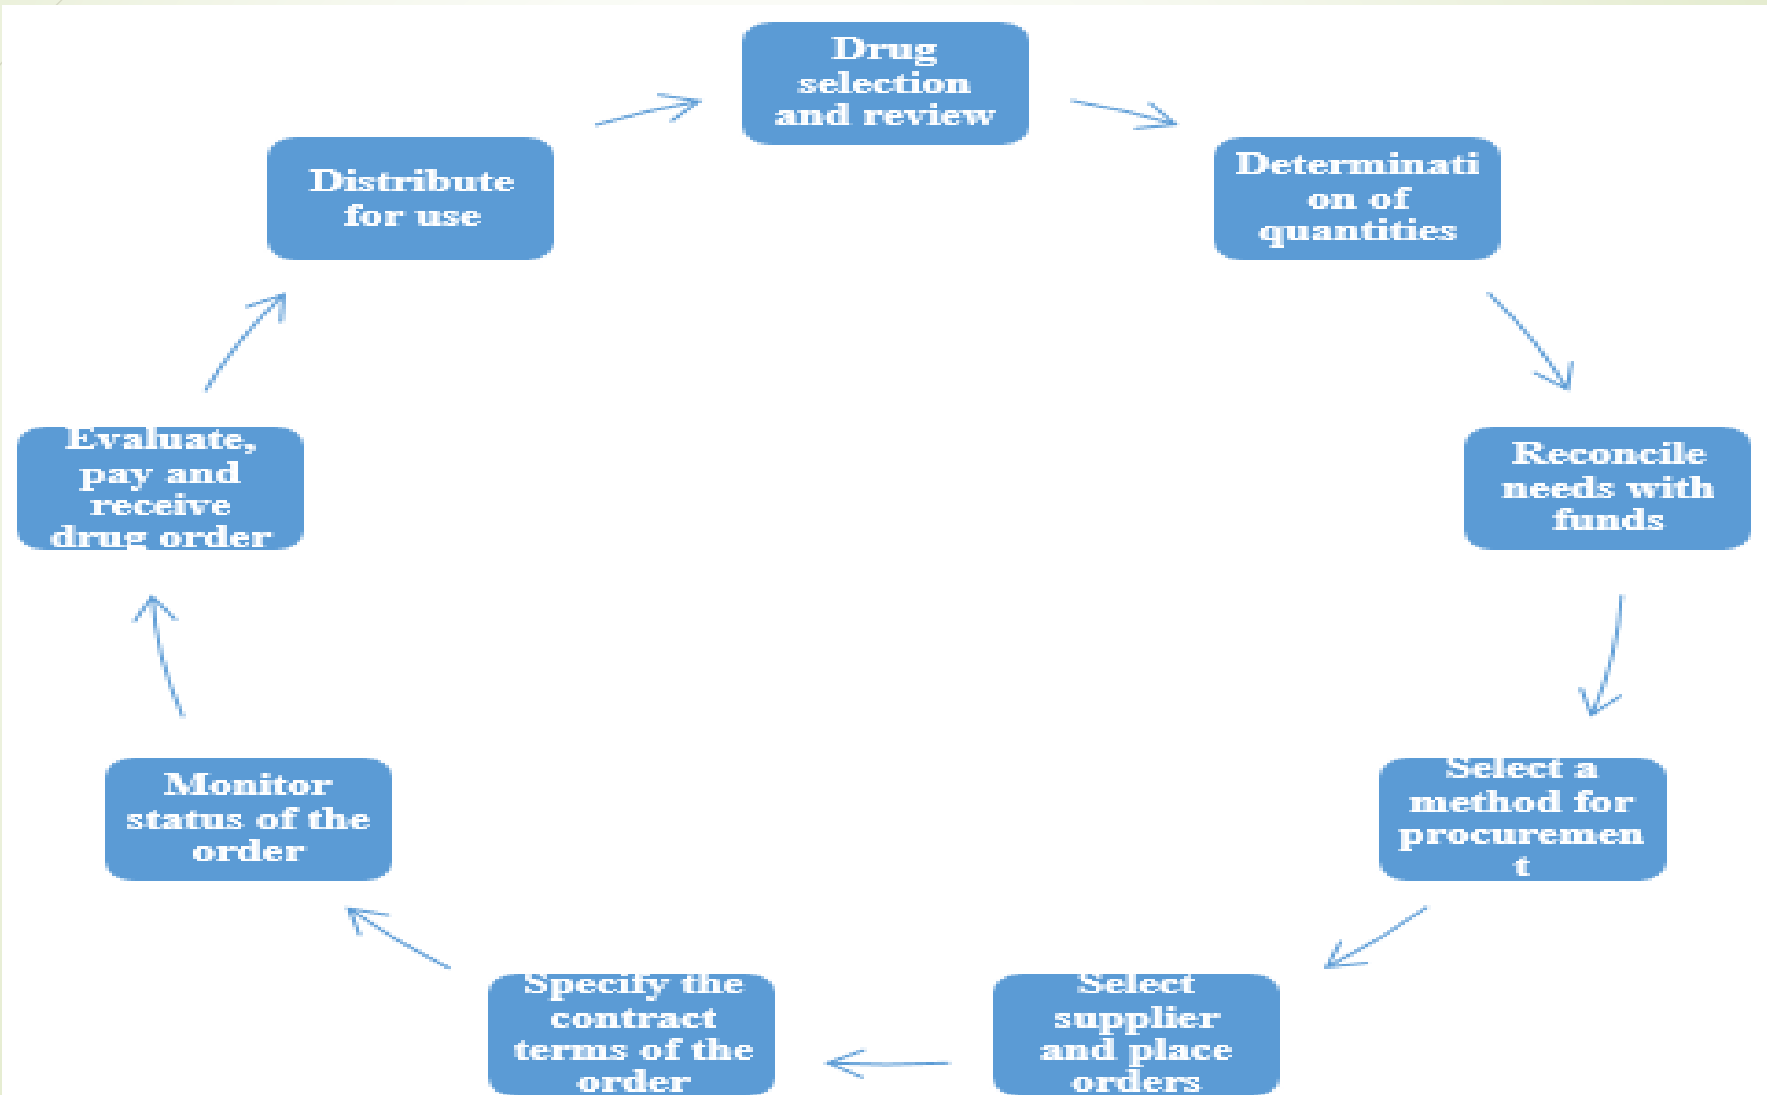 Drug
selection
and review
Determinati
on of
quantities
Reconcile
needs with
funds
Select a
method for
procuremen
t
Select
supplier
and place
orders
Specify the
contract
terms of the
order
Monitor
status of the
order
Evaluate,
pay and
receive
drug order
Distribute
for use